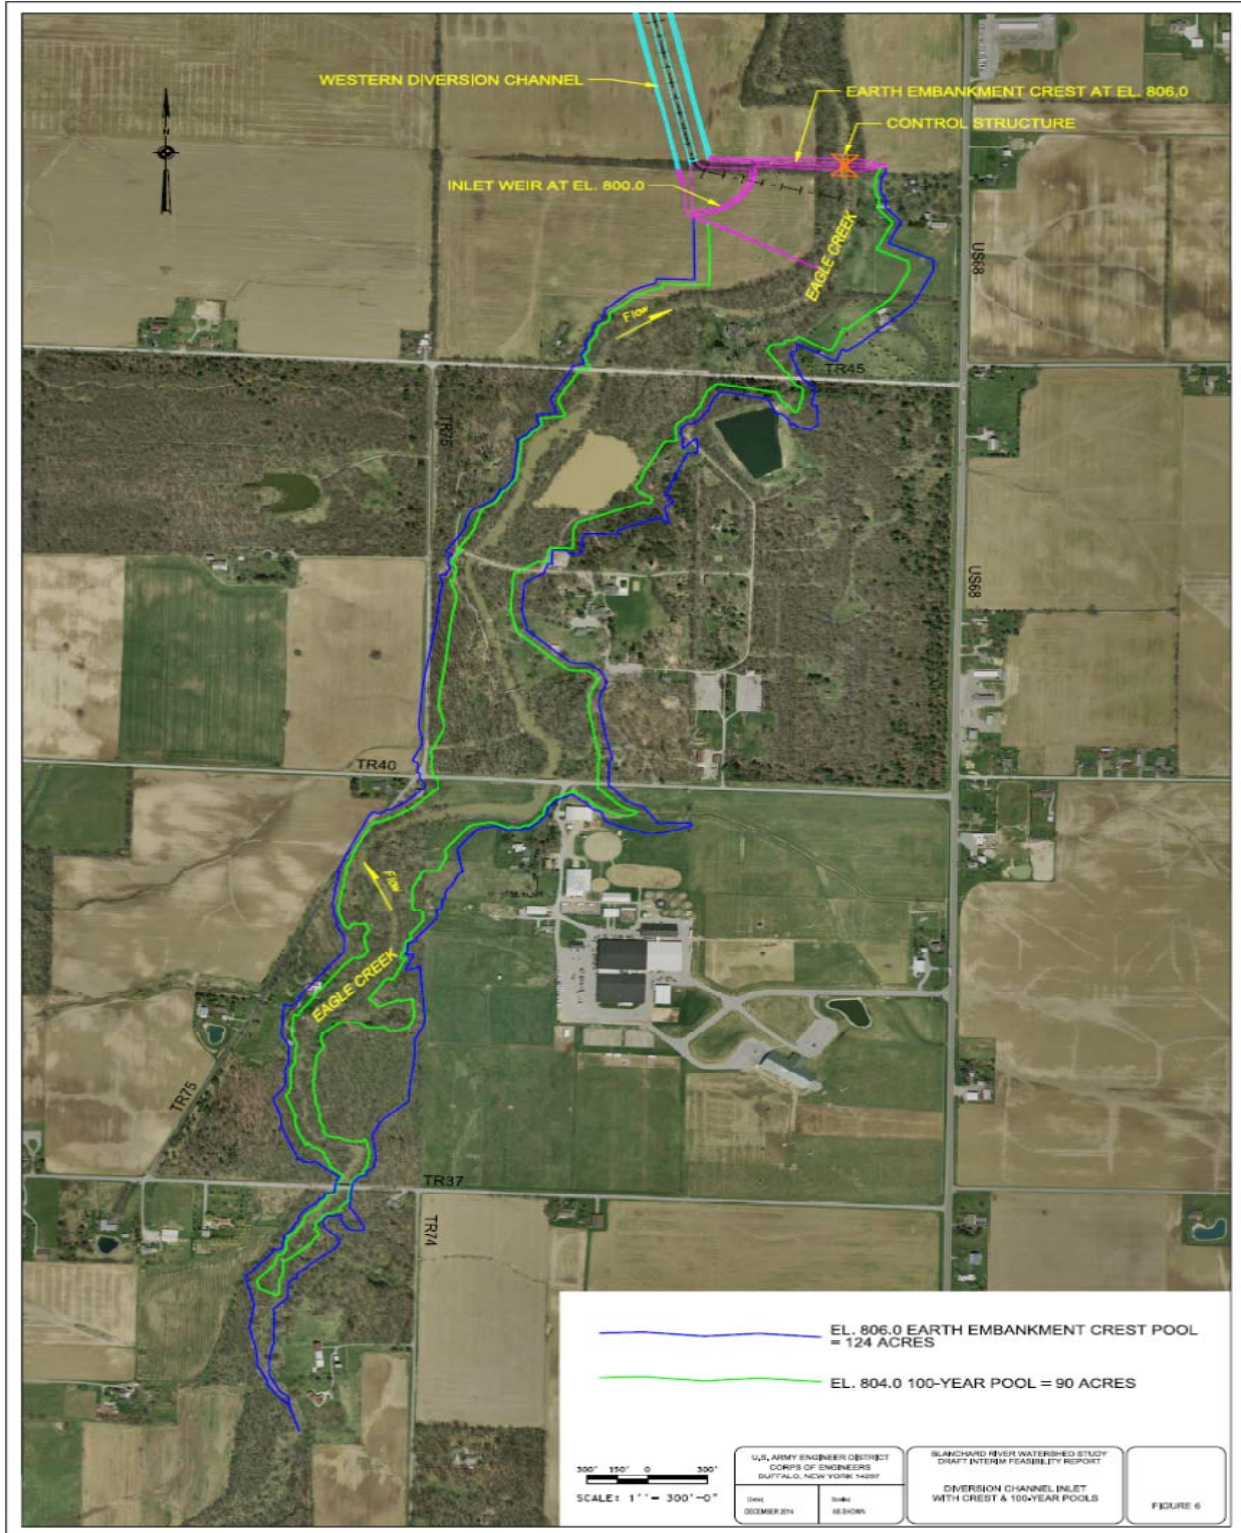 WESTERN DIVERSION CHANNEL
EARTH EMBANKMENT CREST AT EL. 806.0
CONTROL STRUCTURE
INLET WEIR AT EL. 800.0
N
EAGLE CREEK
US68
Flow
TR45
TR75
US68
TR40
Flow
EAGLE CREEK
TR75
TR37
TR74
EL. 806.0 EARTH EMBANKMENT CREST POOL
= 124 ACRES
EL. 804.0 100-YEAR POOL = 90 ACRES
300' 150' 0 300'
SCALE: 1'' = 300'-0"
U.S. ARMY ENGINEER DISTRICT
CORPS OF ENGINEERS
BUFFALO, NEW YORK 14207
Date:
DECEMBER 2014
Scale:
AS SHOWN
BLANCHARD RIVER WATERSHED STUDY
DRAFT INTERIM FEASIBILITY REPORT
DIVERSION CHANNEL INLET
WITH CREST & 100-YEAR POOLS
FIGURE 6